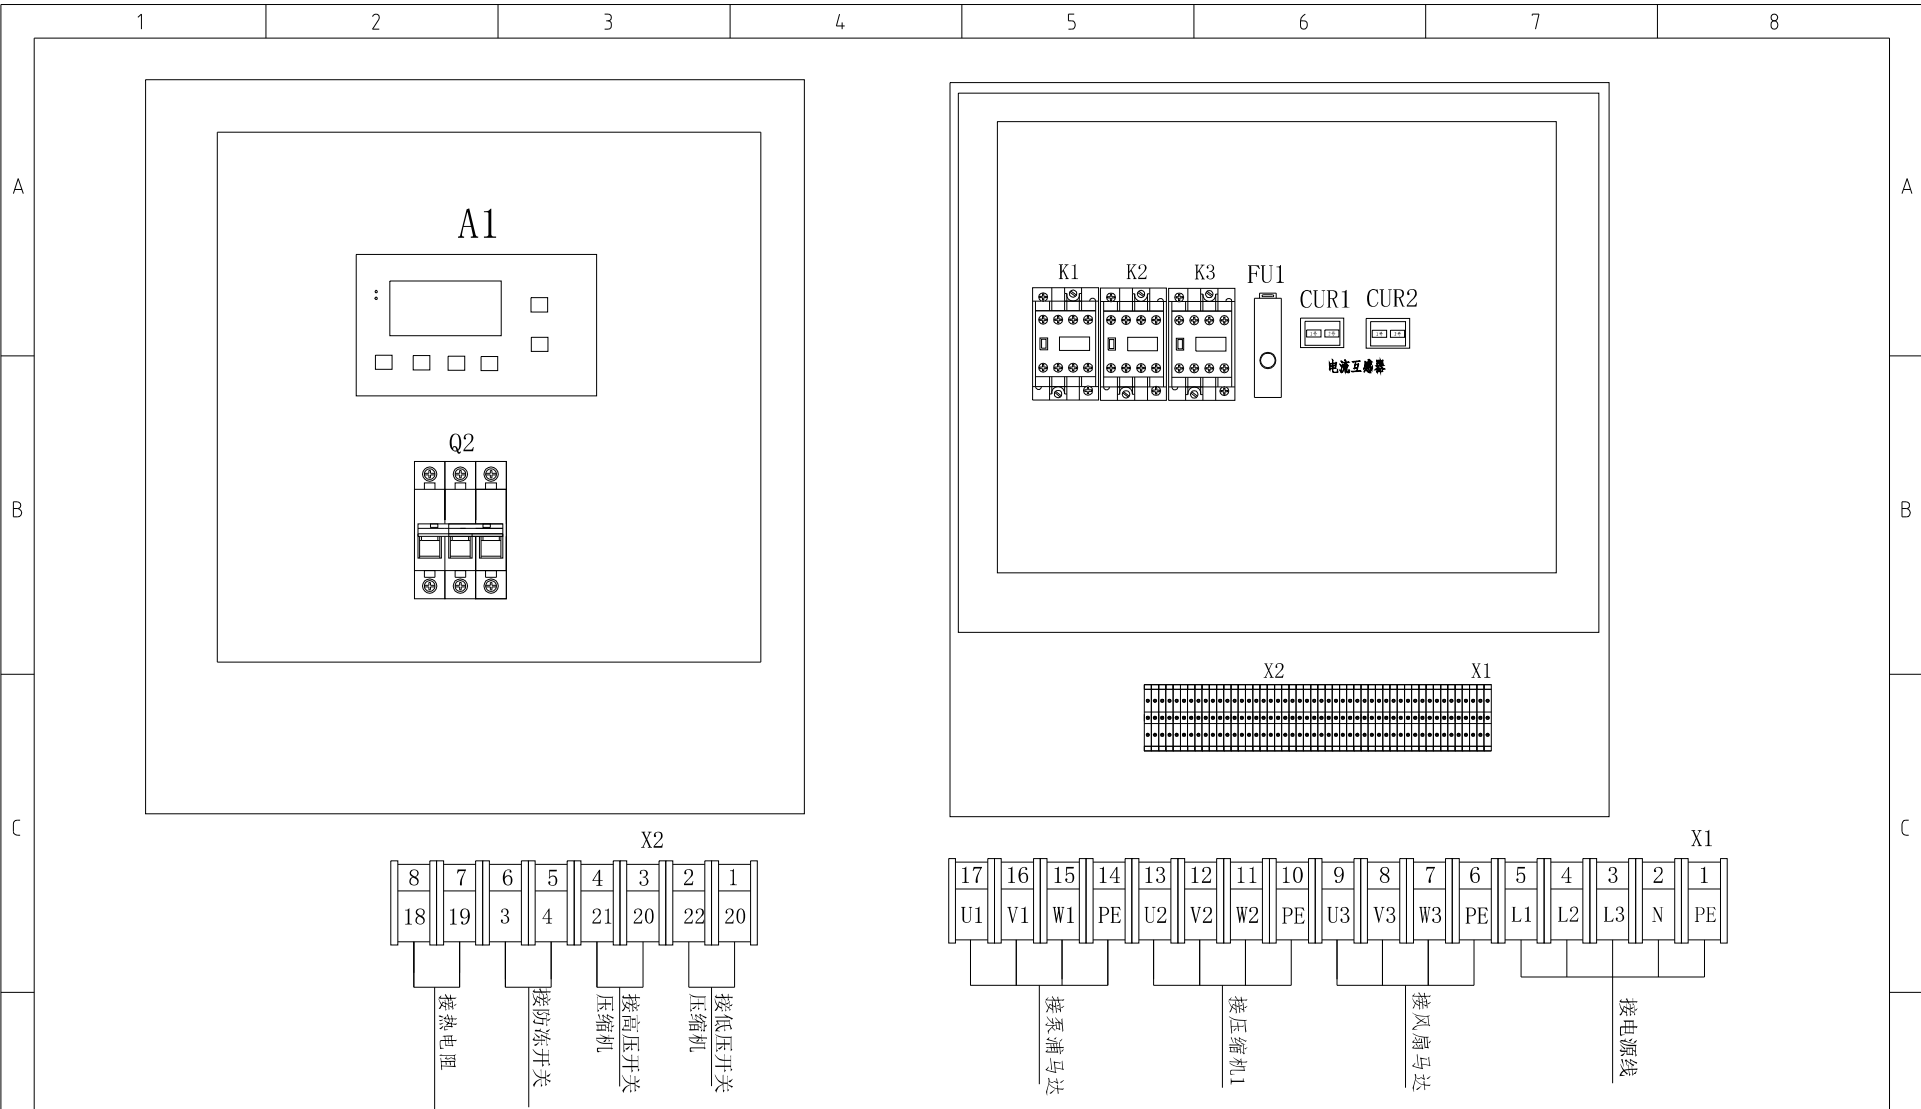 1 2 3 4 5 6 7 8
A A
A1
K1 K2 K3 FU1 CUR1 CUR2
电流互感器
Q2
B B
X2 X1
C C
X2
8 7 6 5 4 3 2 1
18 19 3 4 21 20 22 20
接热电阻
接防冻开关
接高压开关
压缩机
接低压开关
压缩机
X1
17 16 15 14 13 12 11 10 9 8 7 6 5 4 3 2 1
U1 V1 W1 PE U2 V2 W2 PE U3 V3 W3 PE L1 L2 L3 N PE
接泵浦马达
接压缩机1
接风扇马达
接电源线